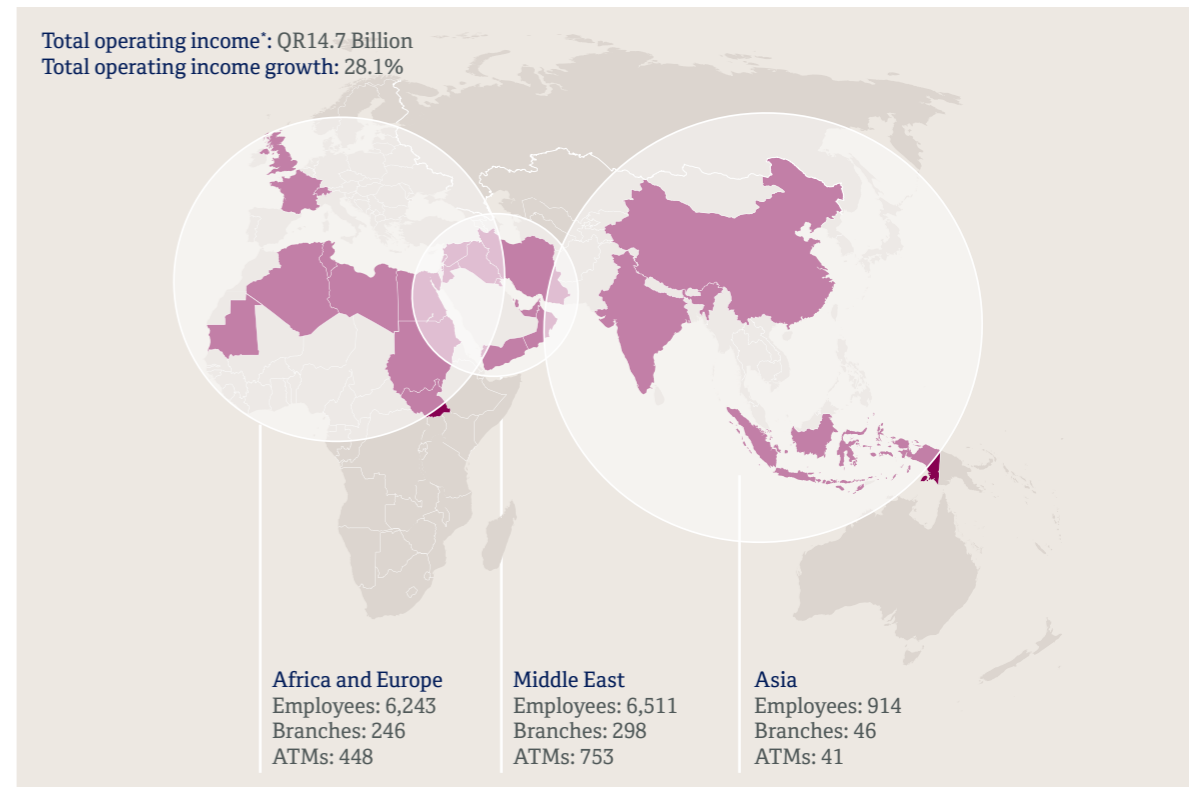 Total operating income*: QR14.7 Billion
Total operating income growth: 28.1%
Africa and Europe
Employees: 6,243
Branches: 246
ATMs: 448
Middle East
Employees: 6,511
Branches: 298
ATMs: 753
Asia
Employees: 914
Branches: 46
ATMs: 41